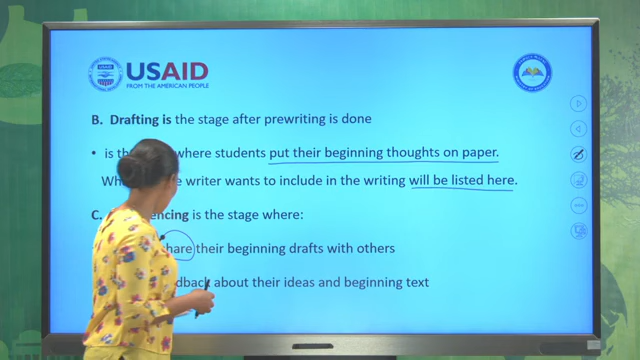 USAID
FROM THE AMERICAN PEOPLE
B. Drafting is the stage after prewriting is done
• is th where students put their beginning thoughts on paper.
Wh e writer wants to include in the writing will be listed here.
C. encing is the stage where:
hare their beginning drafts with others
dback about their ideas and beginning text